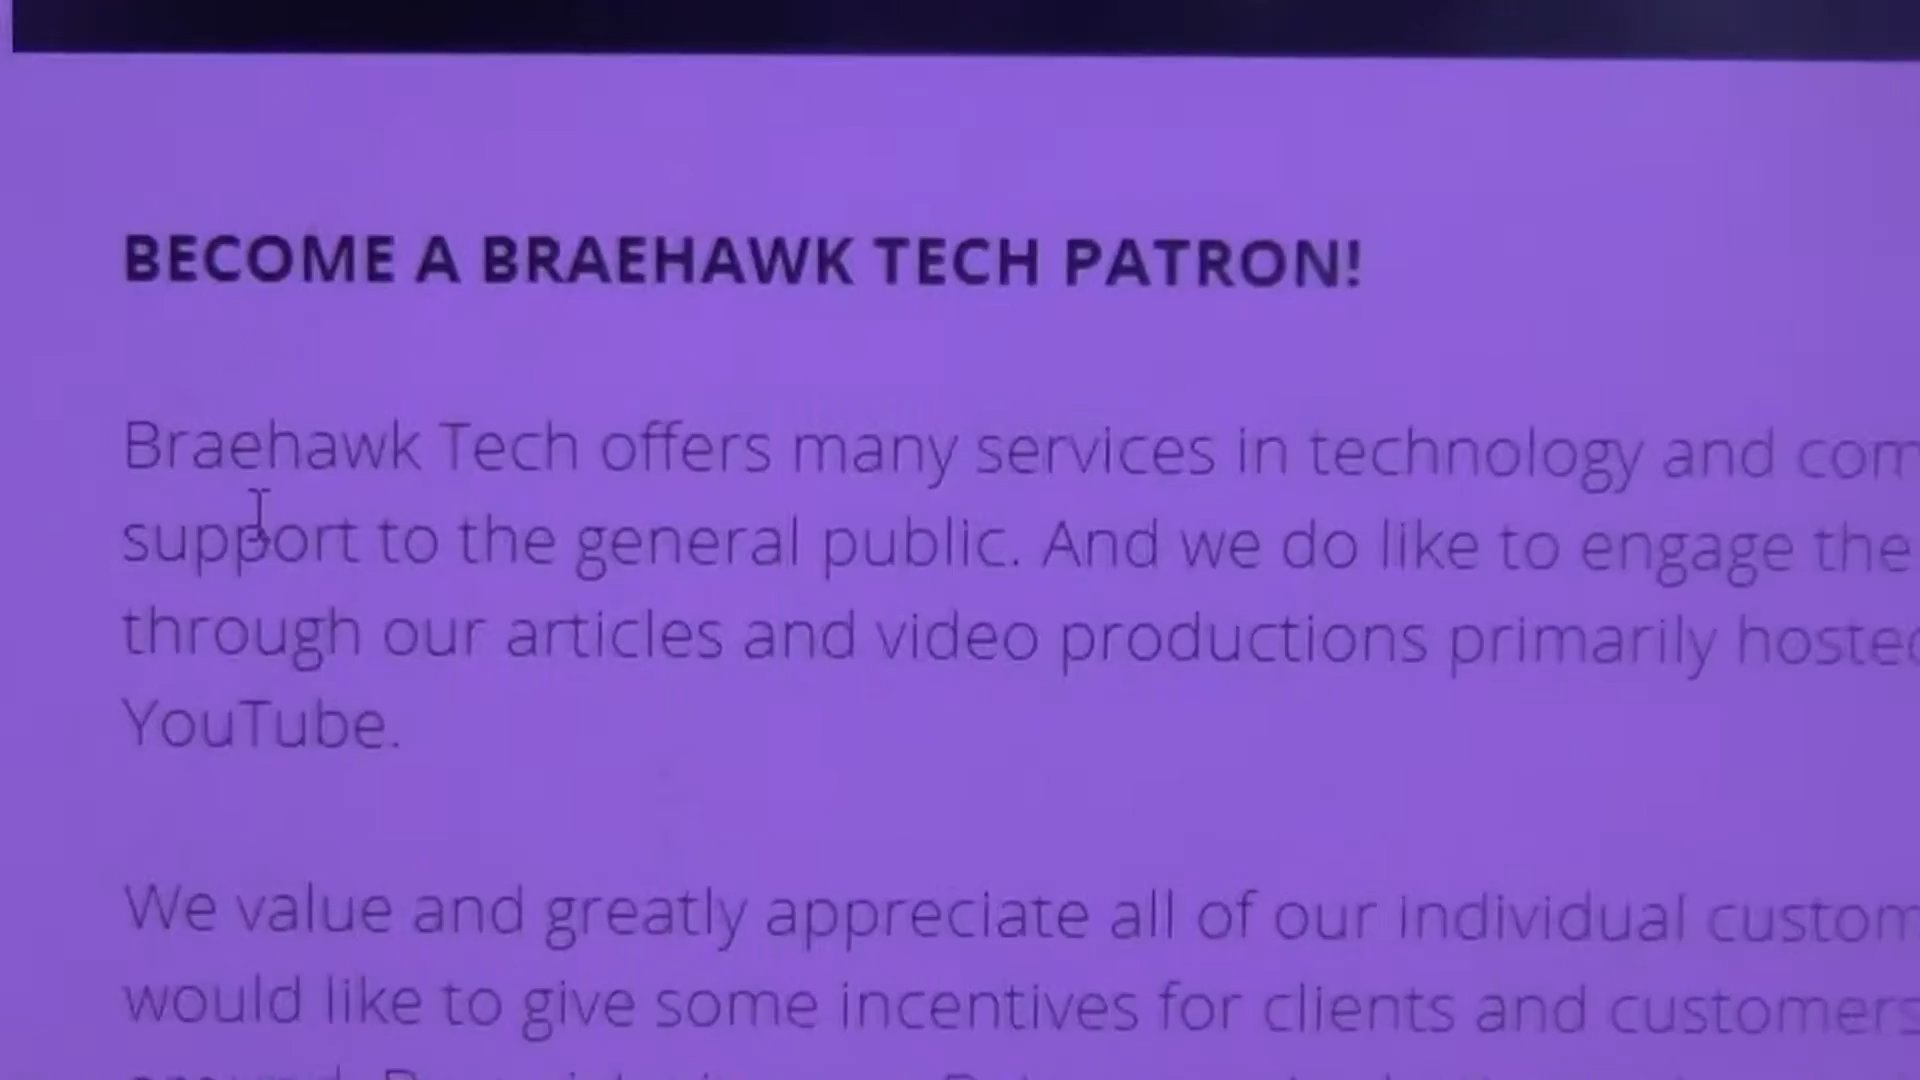 BECOME A BRAEHAWK TECH PATRON!
Braehawk Tech offers many services in technology and com
support to the general public. And we do like to engage the
through our articles and video productions primarily hosted
YouTube.
We value and greatly appreciate all of our individual custom
would like to give some incentives for clients and customers